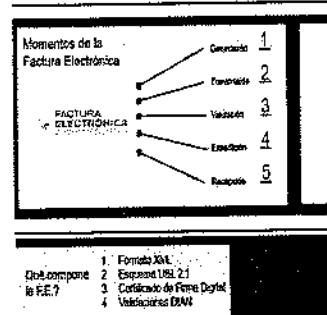 Momentos de la
Factura Electrónica
Generación 1
Transmisión 2
Validación 3
Expedición 4
Recepción 5
FACTURA
ELECTRÓNICA
Qué compone
la F.E.?
1. Formato XML
2 Esquema UBL 2.1
3 Certificado de Firma Digital
4 Validaciones DIAN